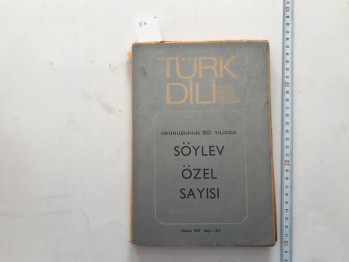 TÜRK
DİLİ
OKUNUŞUNUN 50. YILINDA
SÖYLEV
ÖZEL
SAYISI